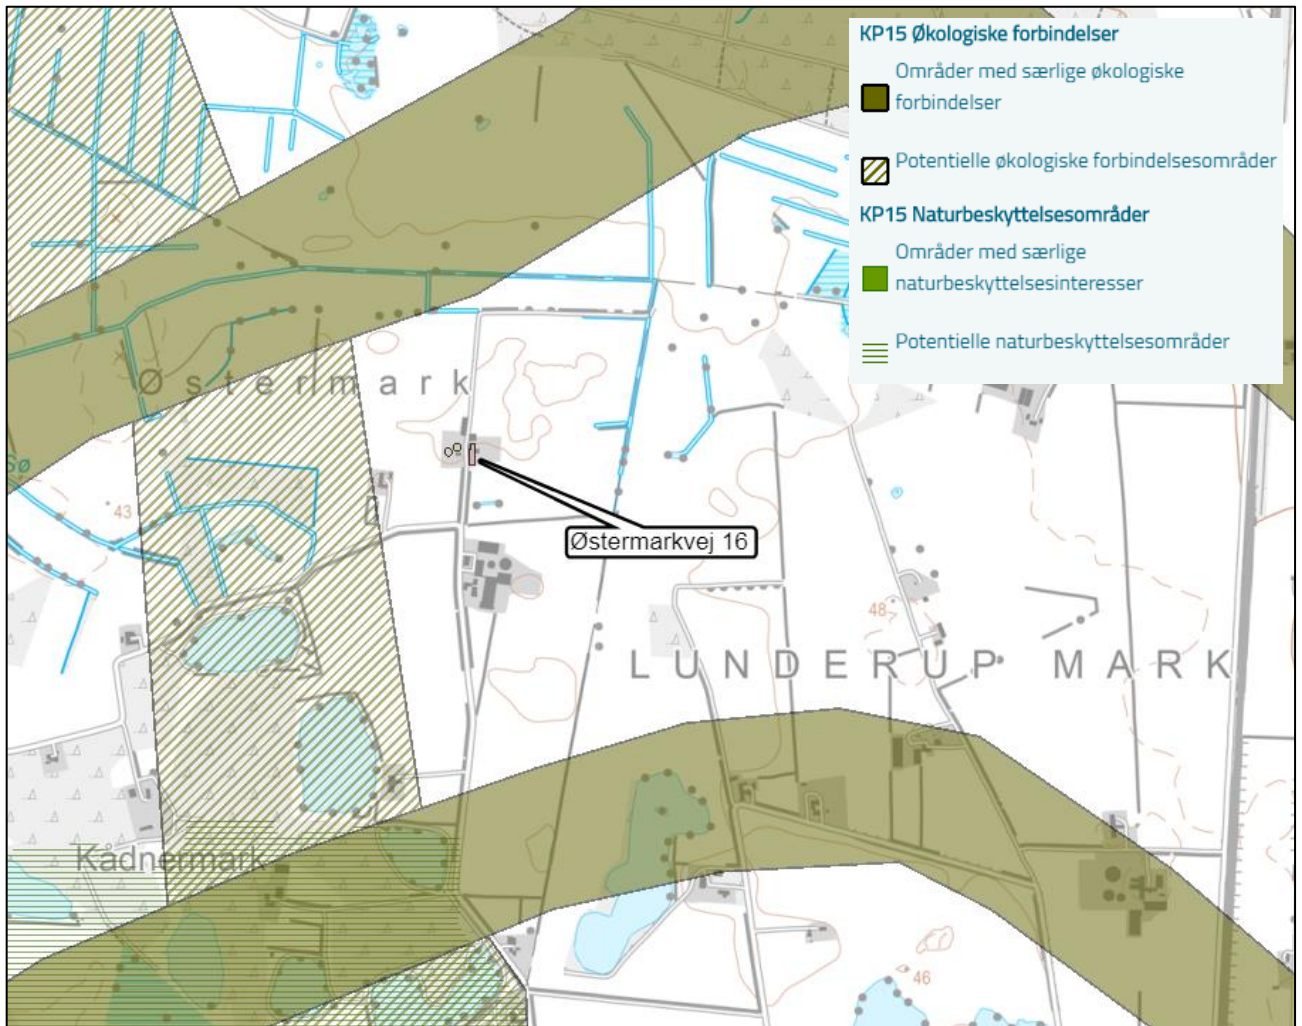 KP15 Økologiske forbindelser
Områder med særlige økologiske
forbindelser
Potentielle økologiske forbindelsesområder
KP15 Naturbeskyttelsesområder
Områder med særlige
naturbeskyttelsesinteresser
Potentielle naturbeskyttelsesområder
Østermark
Sø
43
Østermarkvej 16
48
LUNDERUP MARK
Kådnermark
46